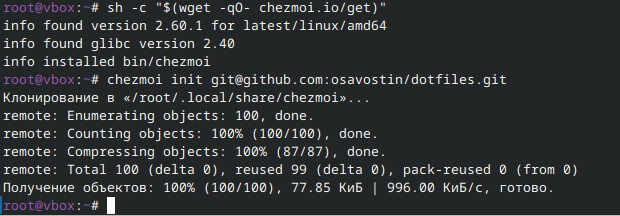 root@vbox:~# sh -c "$(wget -qO- chezmoi.io/get)"
info found version 2.60.1 for latest/linux/amd64
info found glibc version 2.40
info installed bin/chezmoi
root@vbox:~# chezmoi init git@github.com:osavostin/dotfiles.git
Клонирование в «/root/.local/share/chezmoi»...
remote: Enumerating objects: 100, done.
remote: Counting objects: 100% (100/100), done.
remote: Compressing objects: 100% (87/87), done.
remote: Total 100 (delta 0), reused 99 (delta 0), pack-reused 0 (from 0)
Получение объектов: 100% (100/100), 77.85 КиБ | 996.00 КиБ/с, готово.
root@vbox:~#